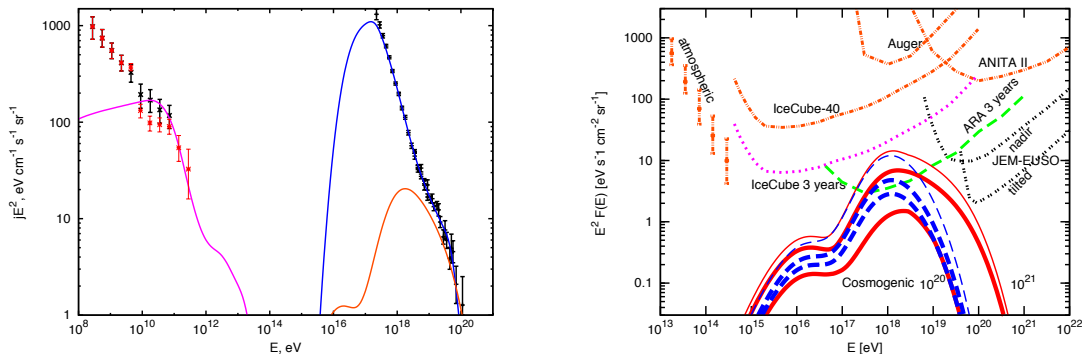 jE², eV cm⁻¹ s⁻¹ sr⁻¹
1000
100
10
1
10⁸ 10¹⁰ 10¹² 10¹⁴ 10¹⁶ 10¹⁸ 10²⁰
E, eV
E² F(E) [eV s⁻¹ cm⁻² sr⁻¹]
1000
100
10
1
0.1
atmospheric
Auger
ANITA II
IceCube-40
ARA 3 years
nadir
JEM-EUSO
tilted
IceCube 3 years
Cosmogenic 10²⁰ 10²¹
10¹³ 10¹⁴ 10¹⁵ 10¹⁶ 10¹⁷ 10¹⁸ 10¹⁹ 10²⁰ 10²¹ 10²²
E [eV]